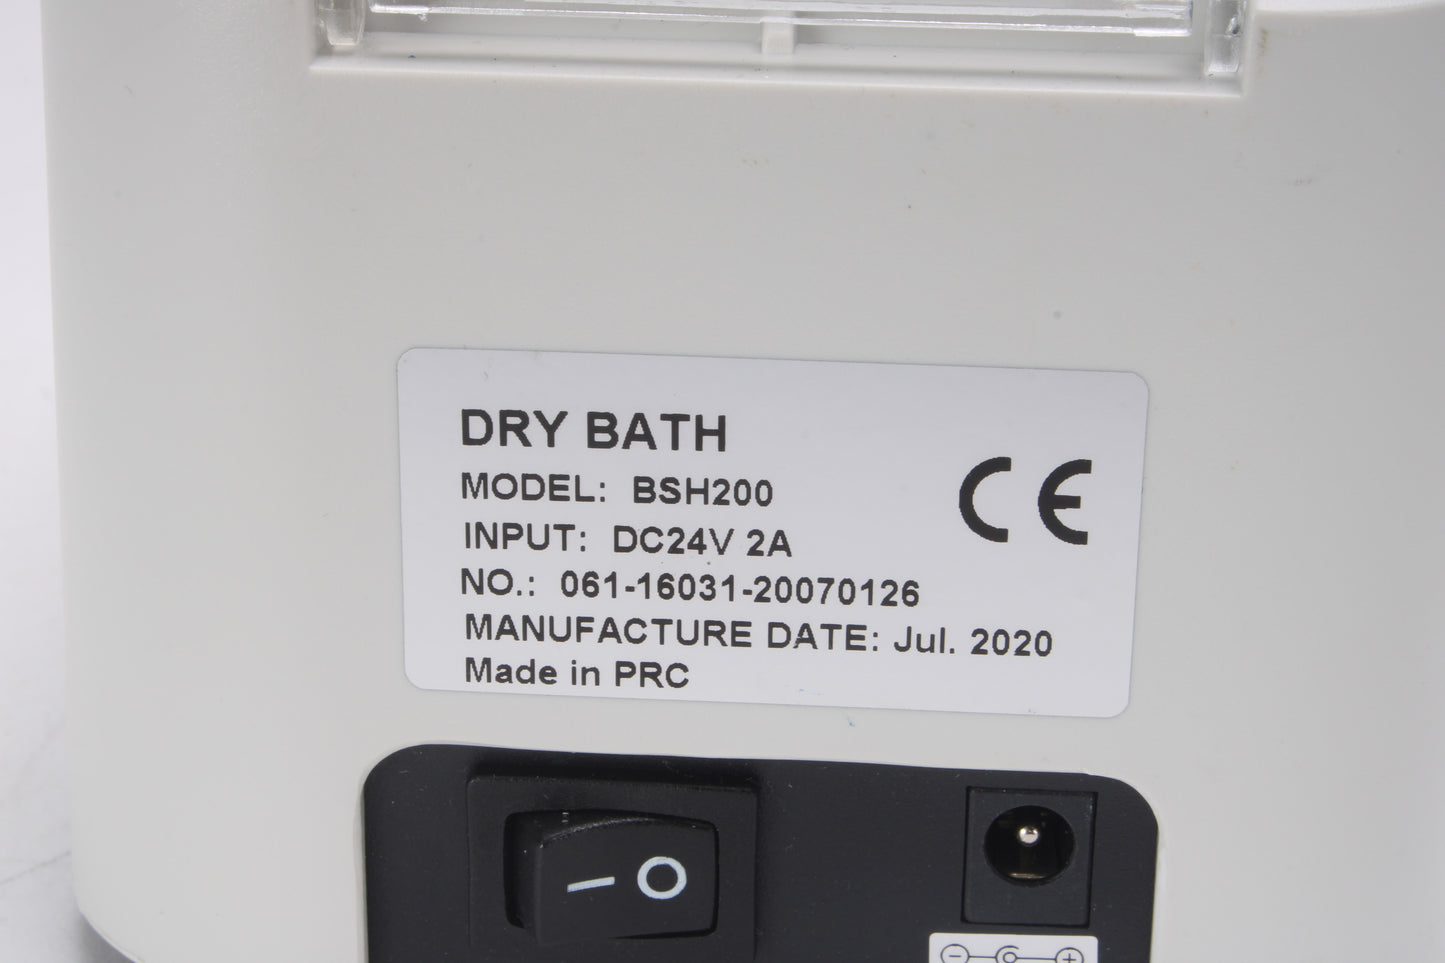 DRY BATH
MODEL: BSH200
CE
INPUT: DC24V 2A
NO.: 061-16031-20070126
MANUFACTURE DATE: Jul. 2020
Made in PRC